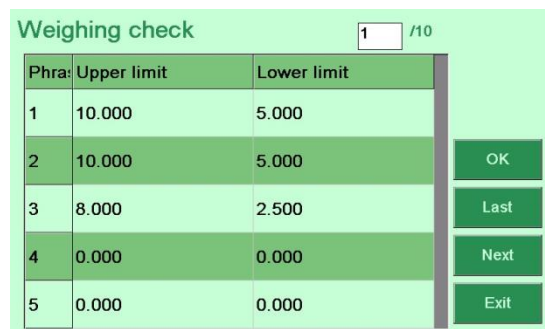 Weighing check 1 /10
Phras Upper limit Lower limit
1 10.000 5.000
2 10.000 5.000 OK
3 8.000 2.500 Last
4 0.000 0.000 Next
5 0.000 0.000 Exit